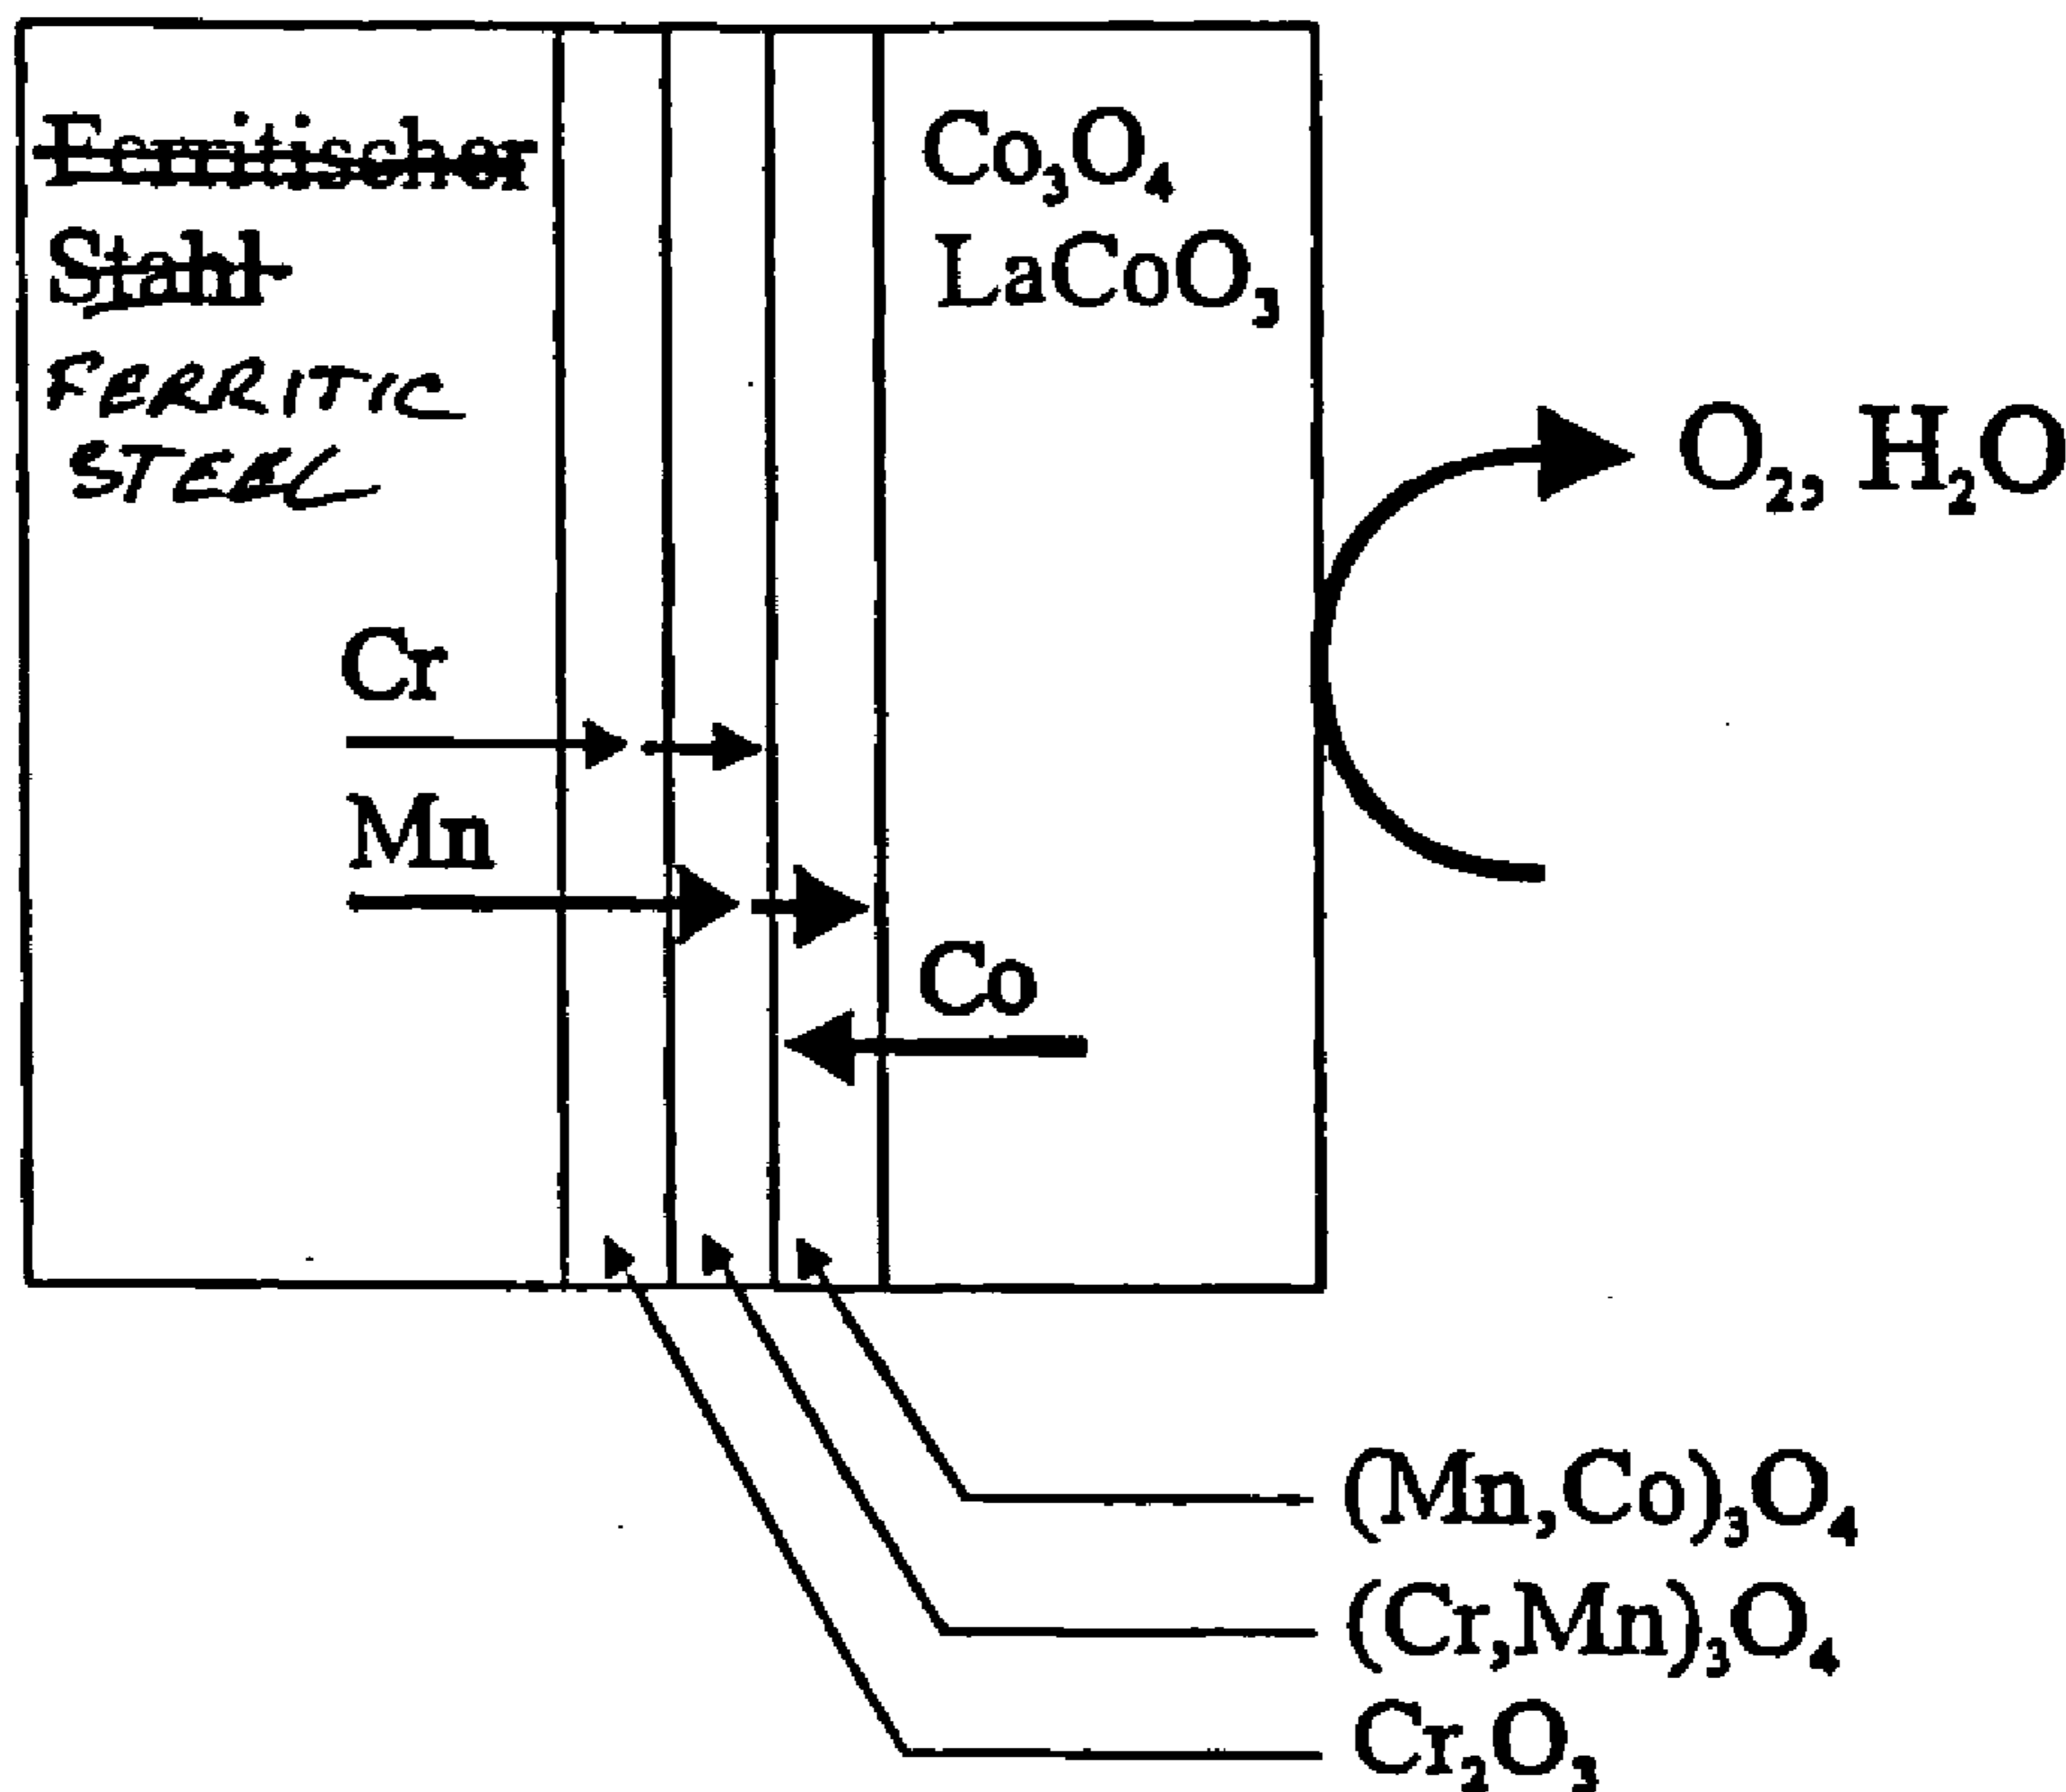 Ferritischer
Stahl
FERRITIC
STEEL
Co₃O₄
LaCoO₃
O₂, H₂O
Cr
Mn
Co
(Mn,Co)₃O₄
(Cr,Mn)₃O₄
Cr₂O₃